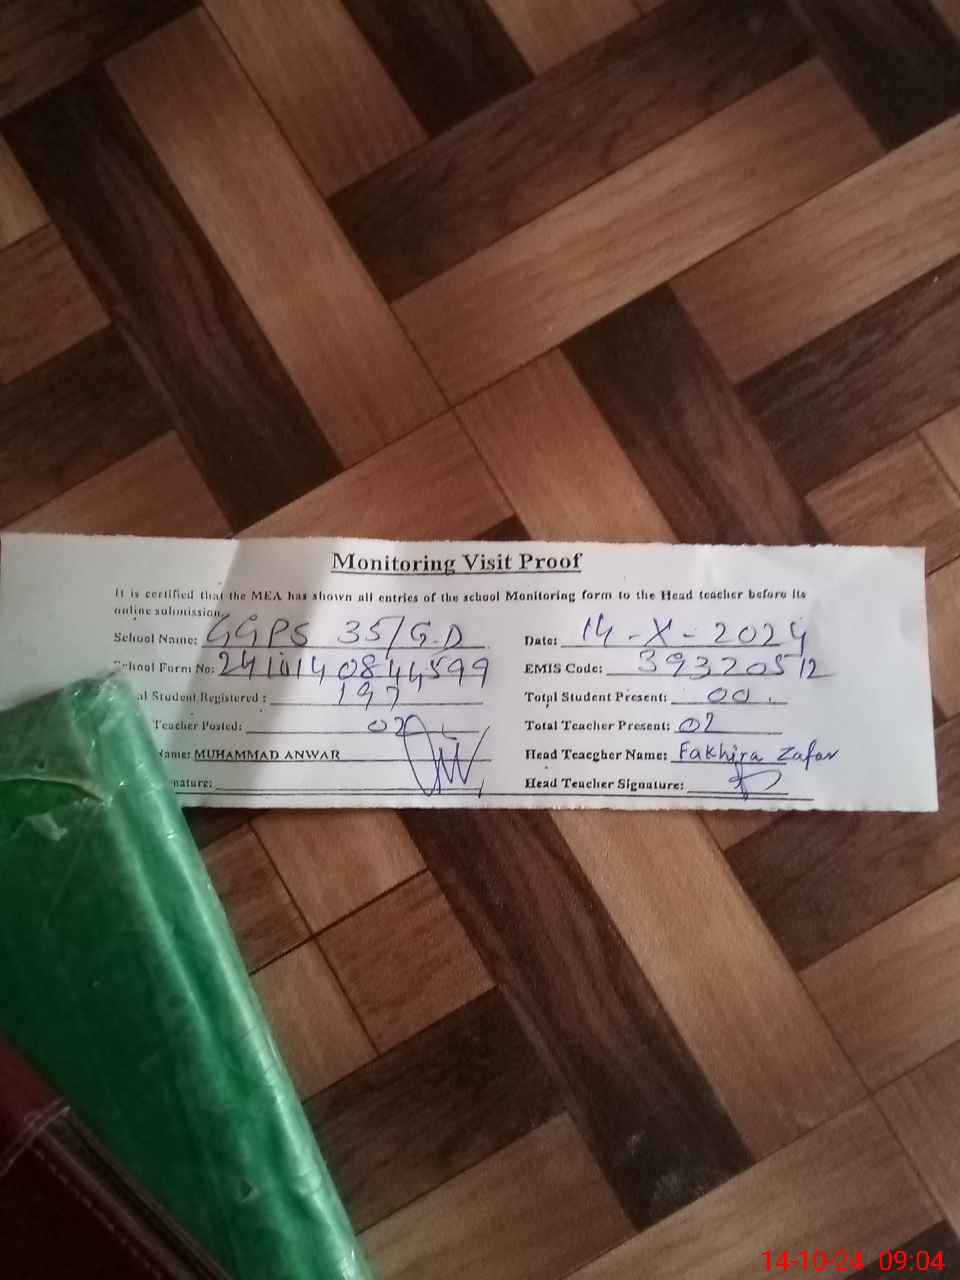 Monitoring Visit Proof
It is certified that the MEA has shown all entries of the school Monitoring form to the Head teacher before its
online submission.
School Name: GGPS 35/G.D Date: 14-X-2024
School Form No: 2410140844599 EMIS Code: 39320512
al Student Registered : 197 Total Student Present: 00.
Teacher Posted: 02 Total Teacher Present: 02
Name: MUHAMMAD ANWAR Head Teacgher Name: Fakhira Zafar
nature: Head Teacher Signature:
14-10-24 09:04